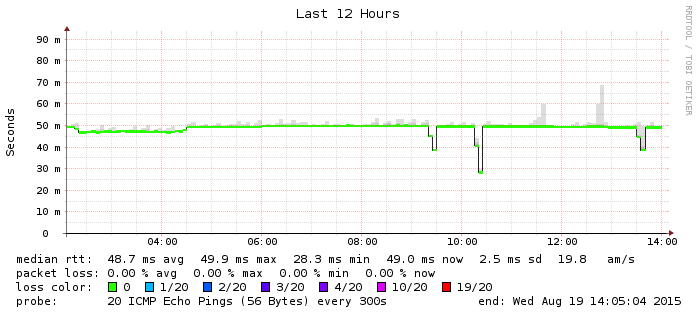 Last 12 Hours
RRDTOOL / TOBI OETIKER
Seconds
90 m
80 m
70 m
60 m
50 m
40 m
30 m
20 m
10 m
0
04:00 06:00 08:00 10:00 12:00 14:00
median rtt: 48.7 ms avg 49.9 ms max 28.3 ms min 49.0 ms now 2.5 ms sd 19.8 am/s
packet loss: 0.00 % avg 0.00 % max 0.00 % min 0.00 % now
loss color: 0 1/20 2/20 3/20 4/20 10/20 19/20
probe: 20 ICMP Echo Pings (56 Bytes) every 300s end: Wed Aug 19 14:05:04 2015